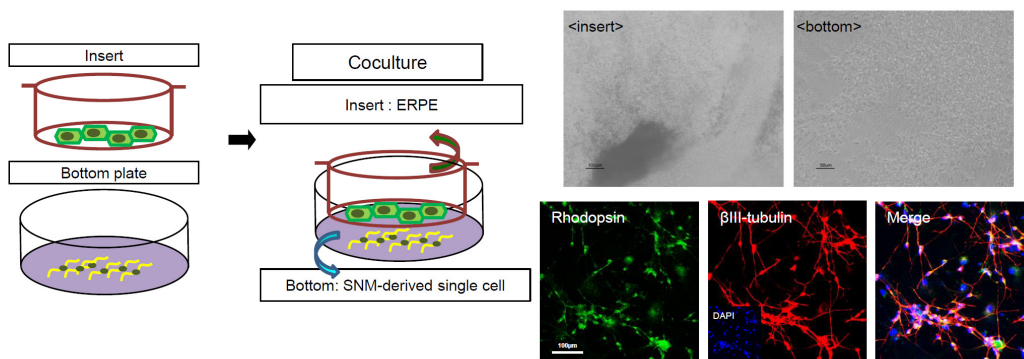 Insert
Bottom plate
Coculture
Insert : ERPE
Bottom: SNM-derived single cell
<insert>
<bottom>
Rhodopsin
βIII-tubulin
Merge
DAPI
100μm